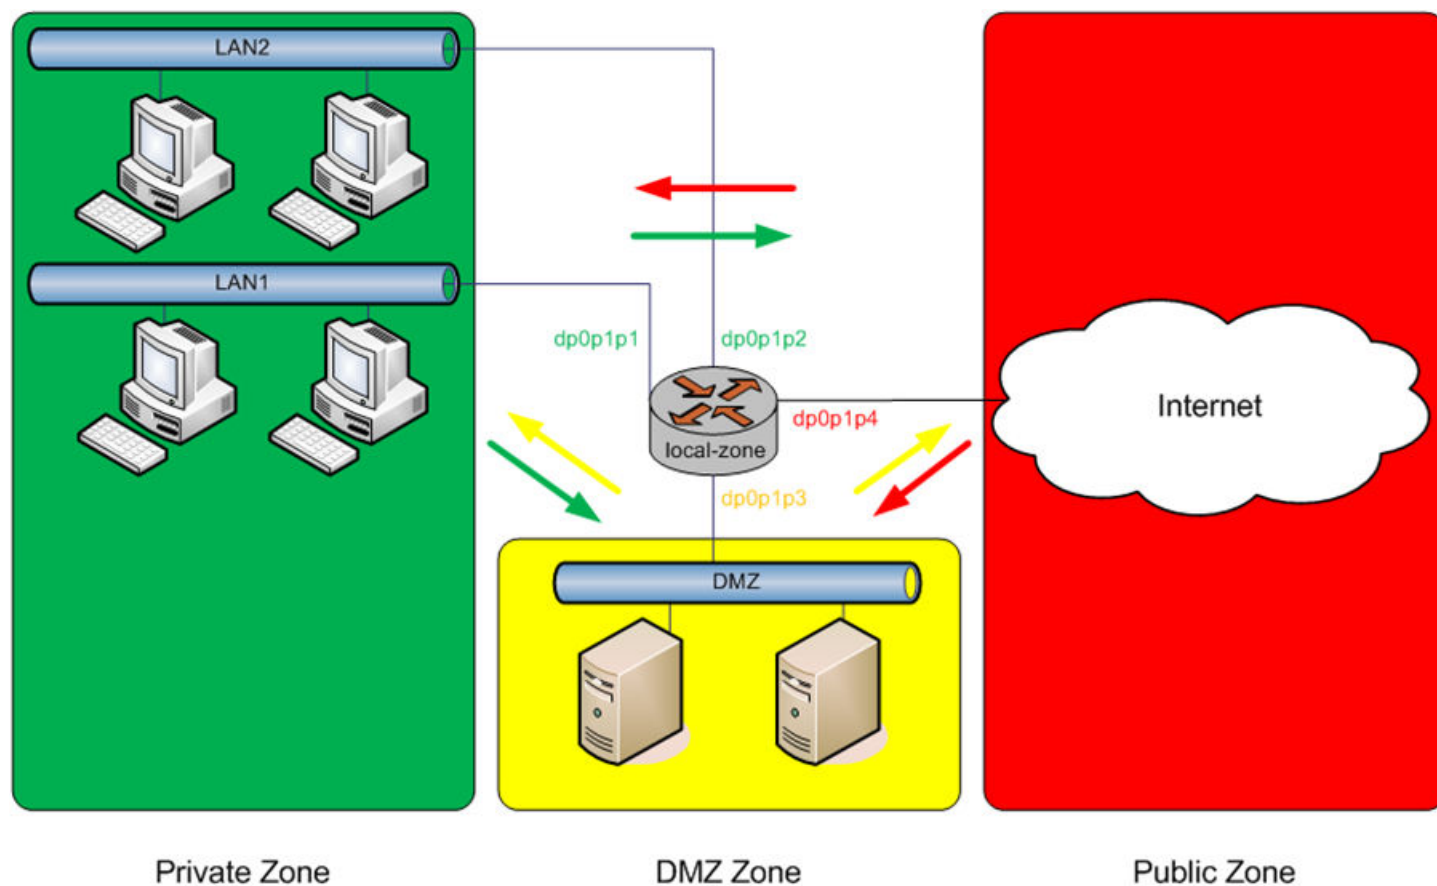 LAN2
LAN1
dp0p1p1
dp0p1p2
dp0p1p4
local-zone
dp0p1p3
Internet
DMZ
Private Zone
DMZ Zone
Public Zone